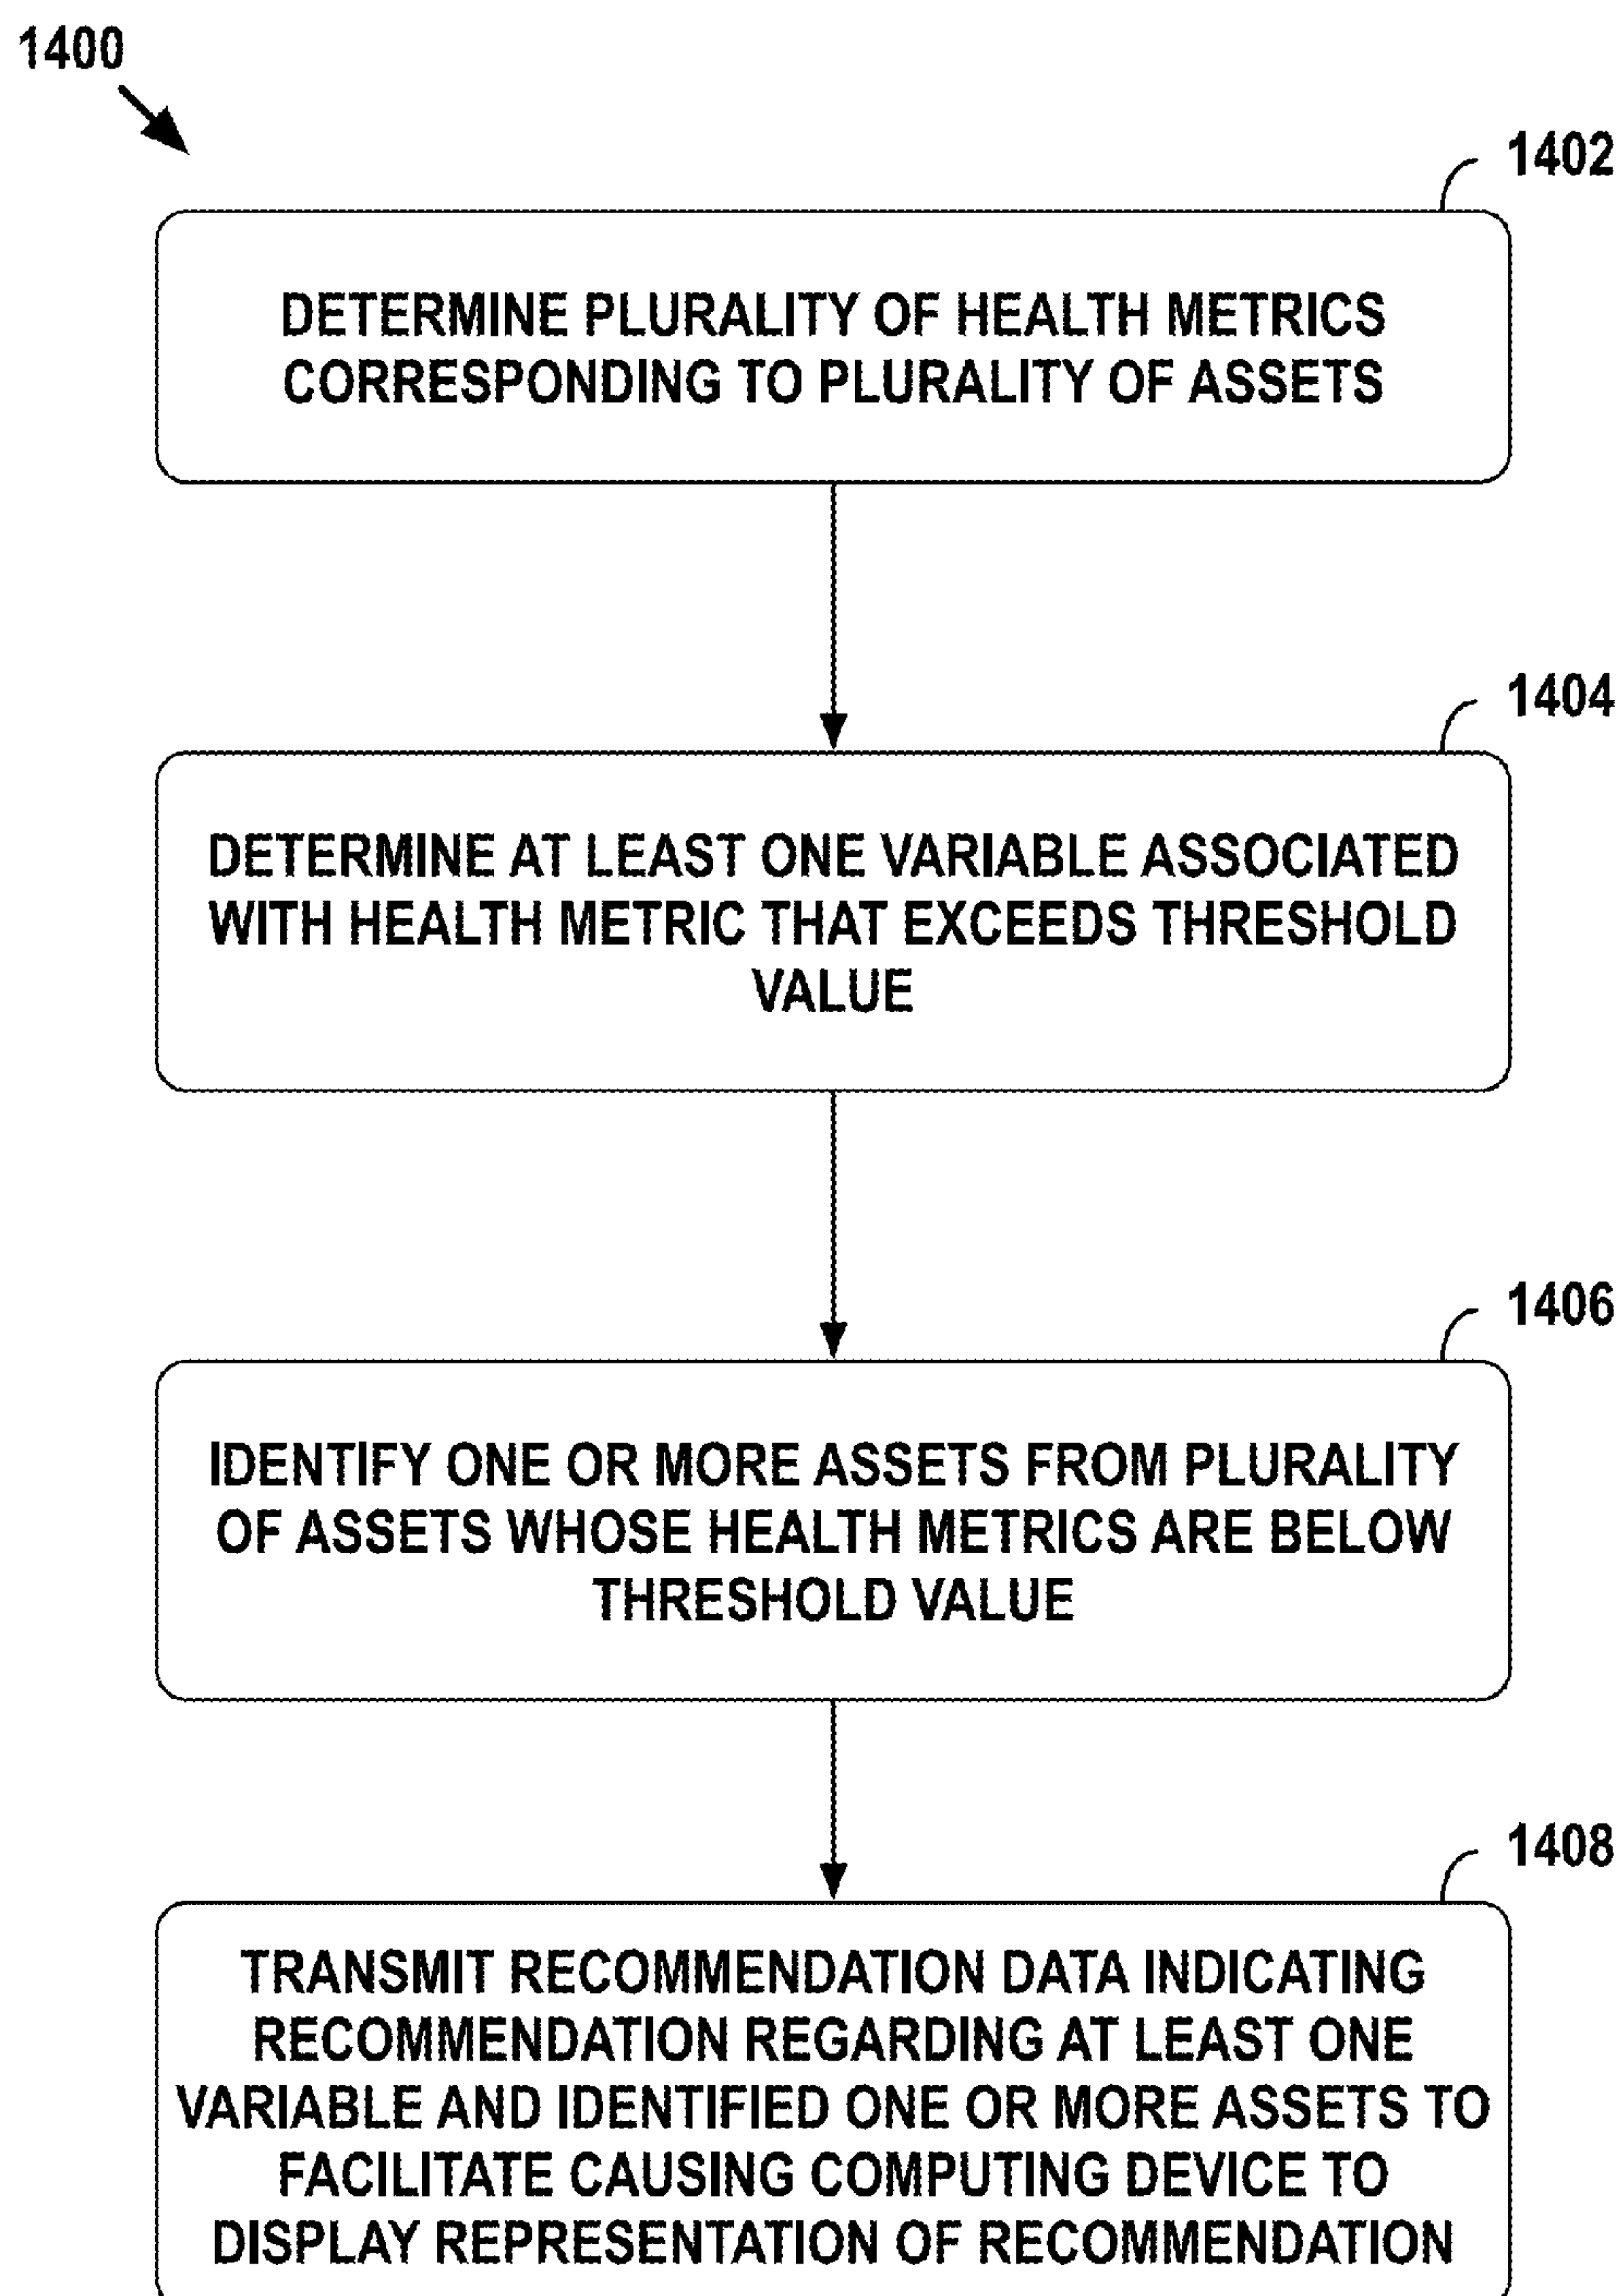 1400
1402
DETERMINE PLURALITY OF HEALTH METRICS
CORRESPONDING TO PLURALITY OF ASSETS
1404
DETERMINE AT LEAST ONE VARIABLE ASSOCIATED
WITH HEALTH METRIC THAT EXCEEDS THRESHOLD
VALUE
1406
IDENTIFY ONE OR MORE ASSETS FROM PLURALITY
OF ASSETS WHOSE HEALTH METRICS ARE BELOW
THRESHOLD VALUE
1408
TRANSMIT RECOMMENDATION DATA INDICATING
RECOMMENDATION REGARDING AT LEAST ONE
VARIABLE AND IDENTIFIED ONE OR MORE ASSETS TO
FACILITATE CAUSING COMPUTING DEVICE TO
DISPLAY REPRESENTATION OF RECOMMENDATION